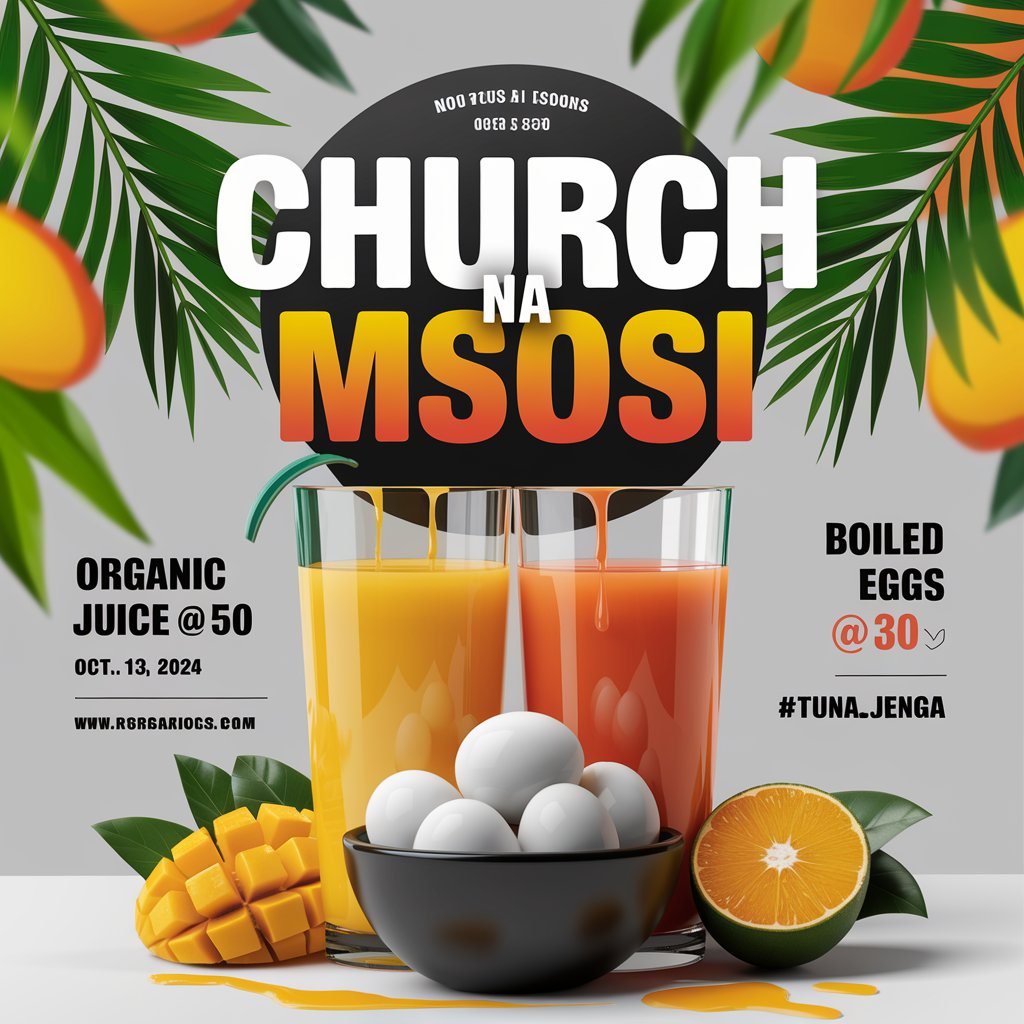 CHURCH
NA
MSOSI
ORGANIC
JUICE @ 50
OCT.. 13, 2024
BOILED
EGGS
@30
#TUNA_JENGA